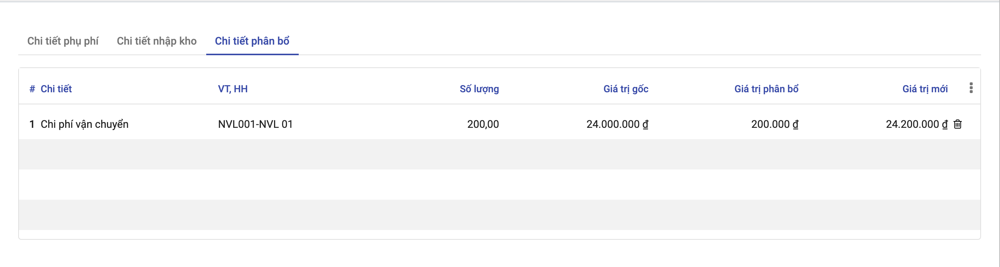 Chi tiết phụ phí Chi tiết nhập kho Chi tiết phân bổ
# Chi tiết VT, HH Số lượng Giá trị gốc Giá trị phân bổ Giá trị mới
1 Chi phí vận chuyển NVL001-NVL 01 200,00 24.000.000 ₫ 200.000 ₫ 24.200.000 ₫